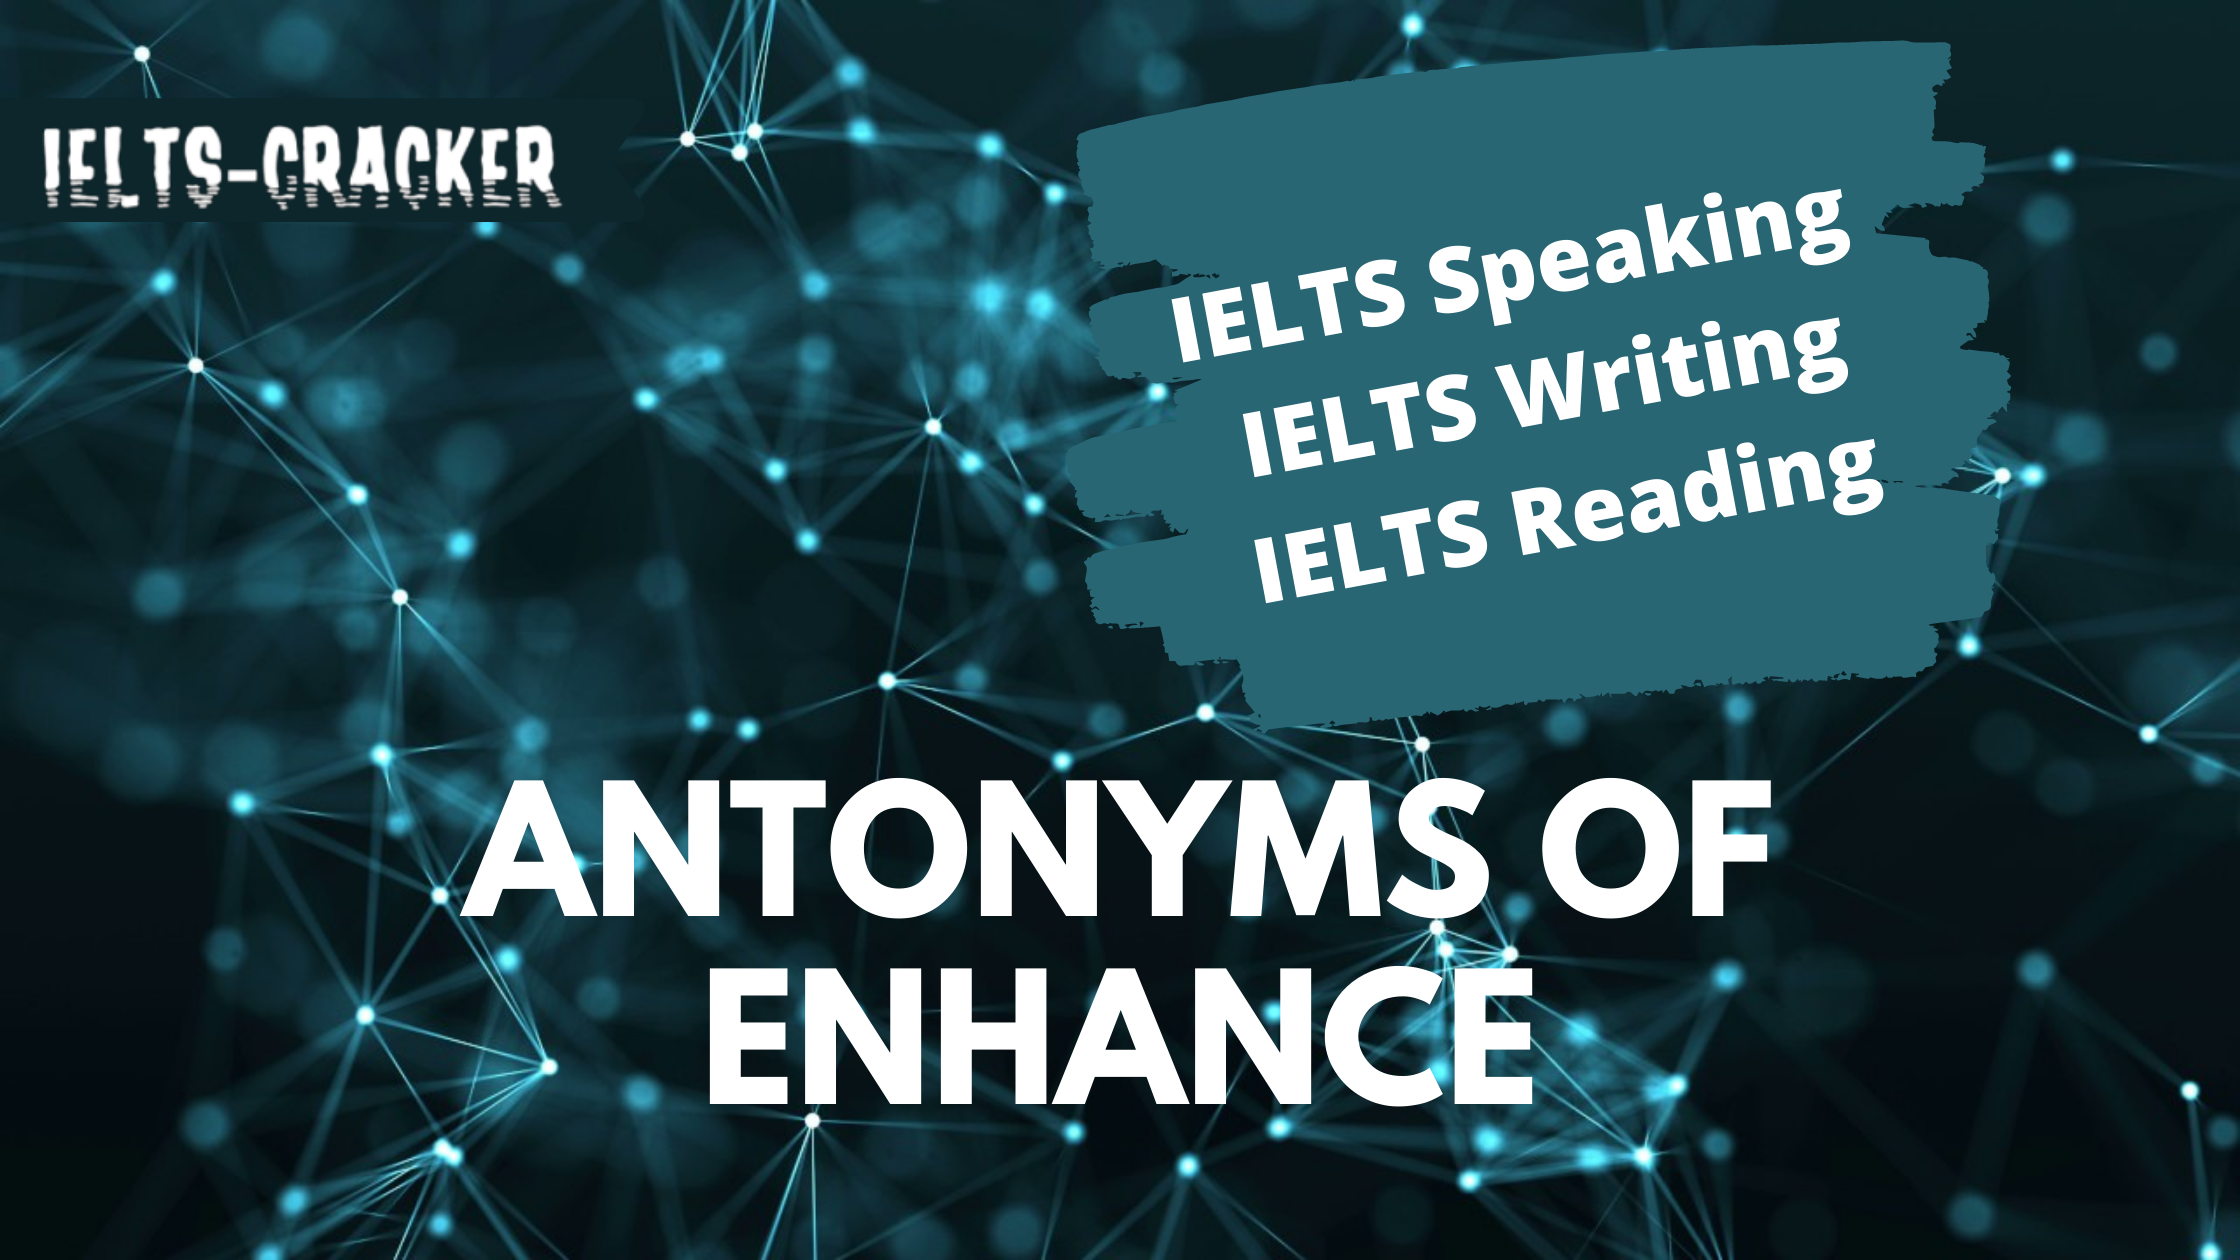 IELTS-CRACKER
IELTS Speaking
IELTS Writing
IELTS Reading
ANTONYMS OF
ENHANCE